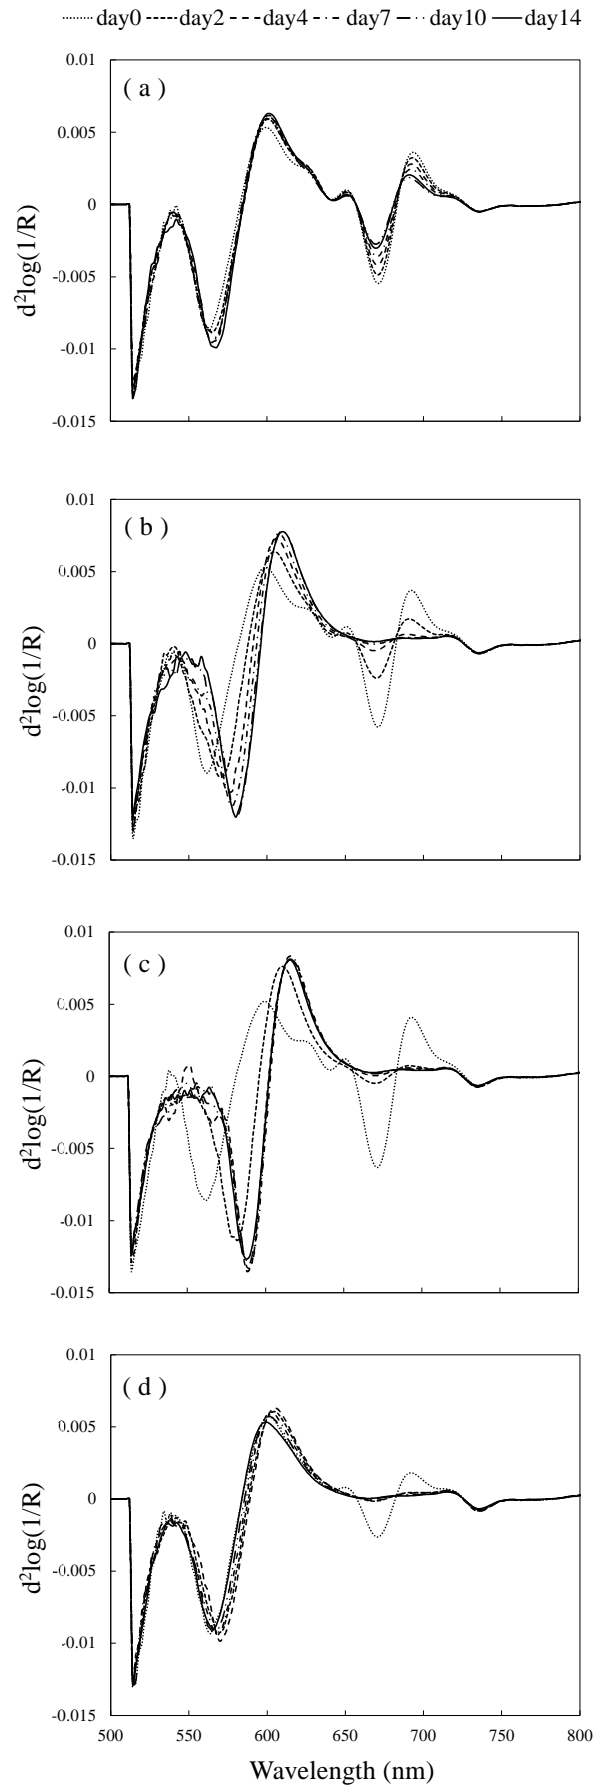 day0 day2 day4 day7 day10 day14
( a )
0.01
0.005
0
-0.005
-0.01
-0.015
d²log(1/R)
( b )
0.01
0.005
0
-0.005
-0.01
-0.015
d²log(1/R)
( c )
0.01
0.005
0
-0.005
-0.01
-0.015
d²log(1/R)
( d )
0.01
0.005
0
-0.005
-0.01
-0.015
d²log(1/R)
500 550 600 650 700 750 800
Wavelength (nm)